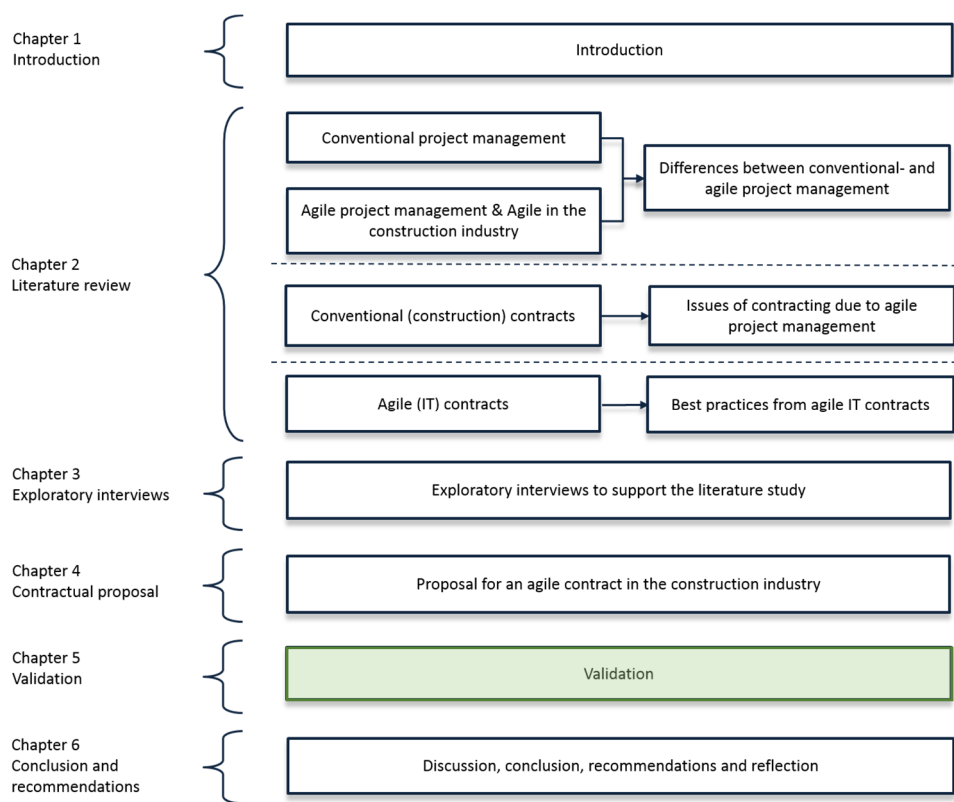 Chapter 1
Introduction
Introduction
Chapter 2
Literature review
Conventional project management
Agile project management & Agile in the
construction industry
Differences between conventional- and
agile project management
Conventional (construction) contracts
Issues of contracting due to agile
project management
Agile (IT) contracts
Best practices from agile IT contracts
Chapter 3
Exploratory interviews
Exploratory interviews to support the literature study
Chapter 4
Contractual proposal
Proposal for an agile contract in the construction industry
Chapter 5
Validation
Validation
Chapter 6
Conclusion and
recommendations
Discussion, conclusion, recommendations and reflection